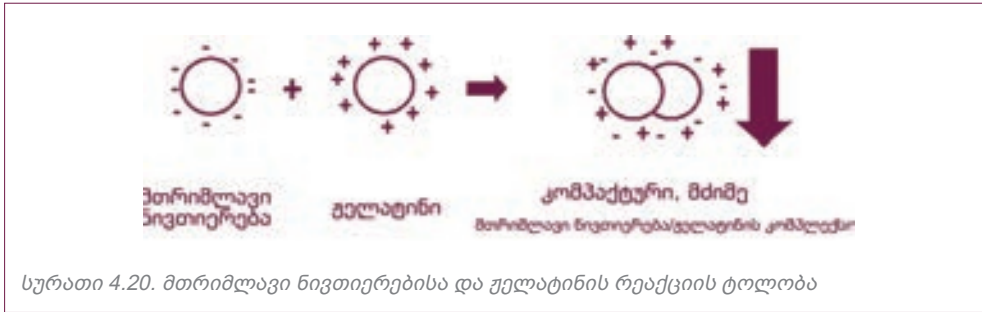 მთრიმლავი
ნივთიერება
ჟელატინი
კომპაქტური, მძიმე
მთრიმლავი ნივთიერება/ჟელატინის კომპლექსი
სურათი 4.20. მთრიმლავი ნივთიერებისა და ჟელატინის რეაქციის ტოლობა